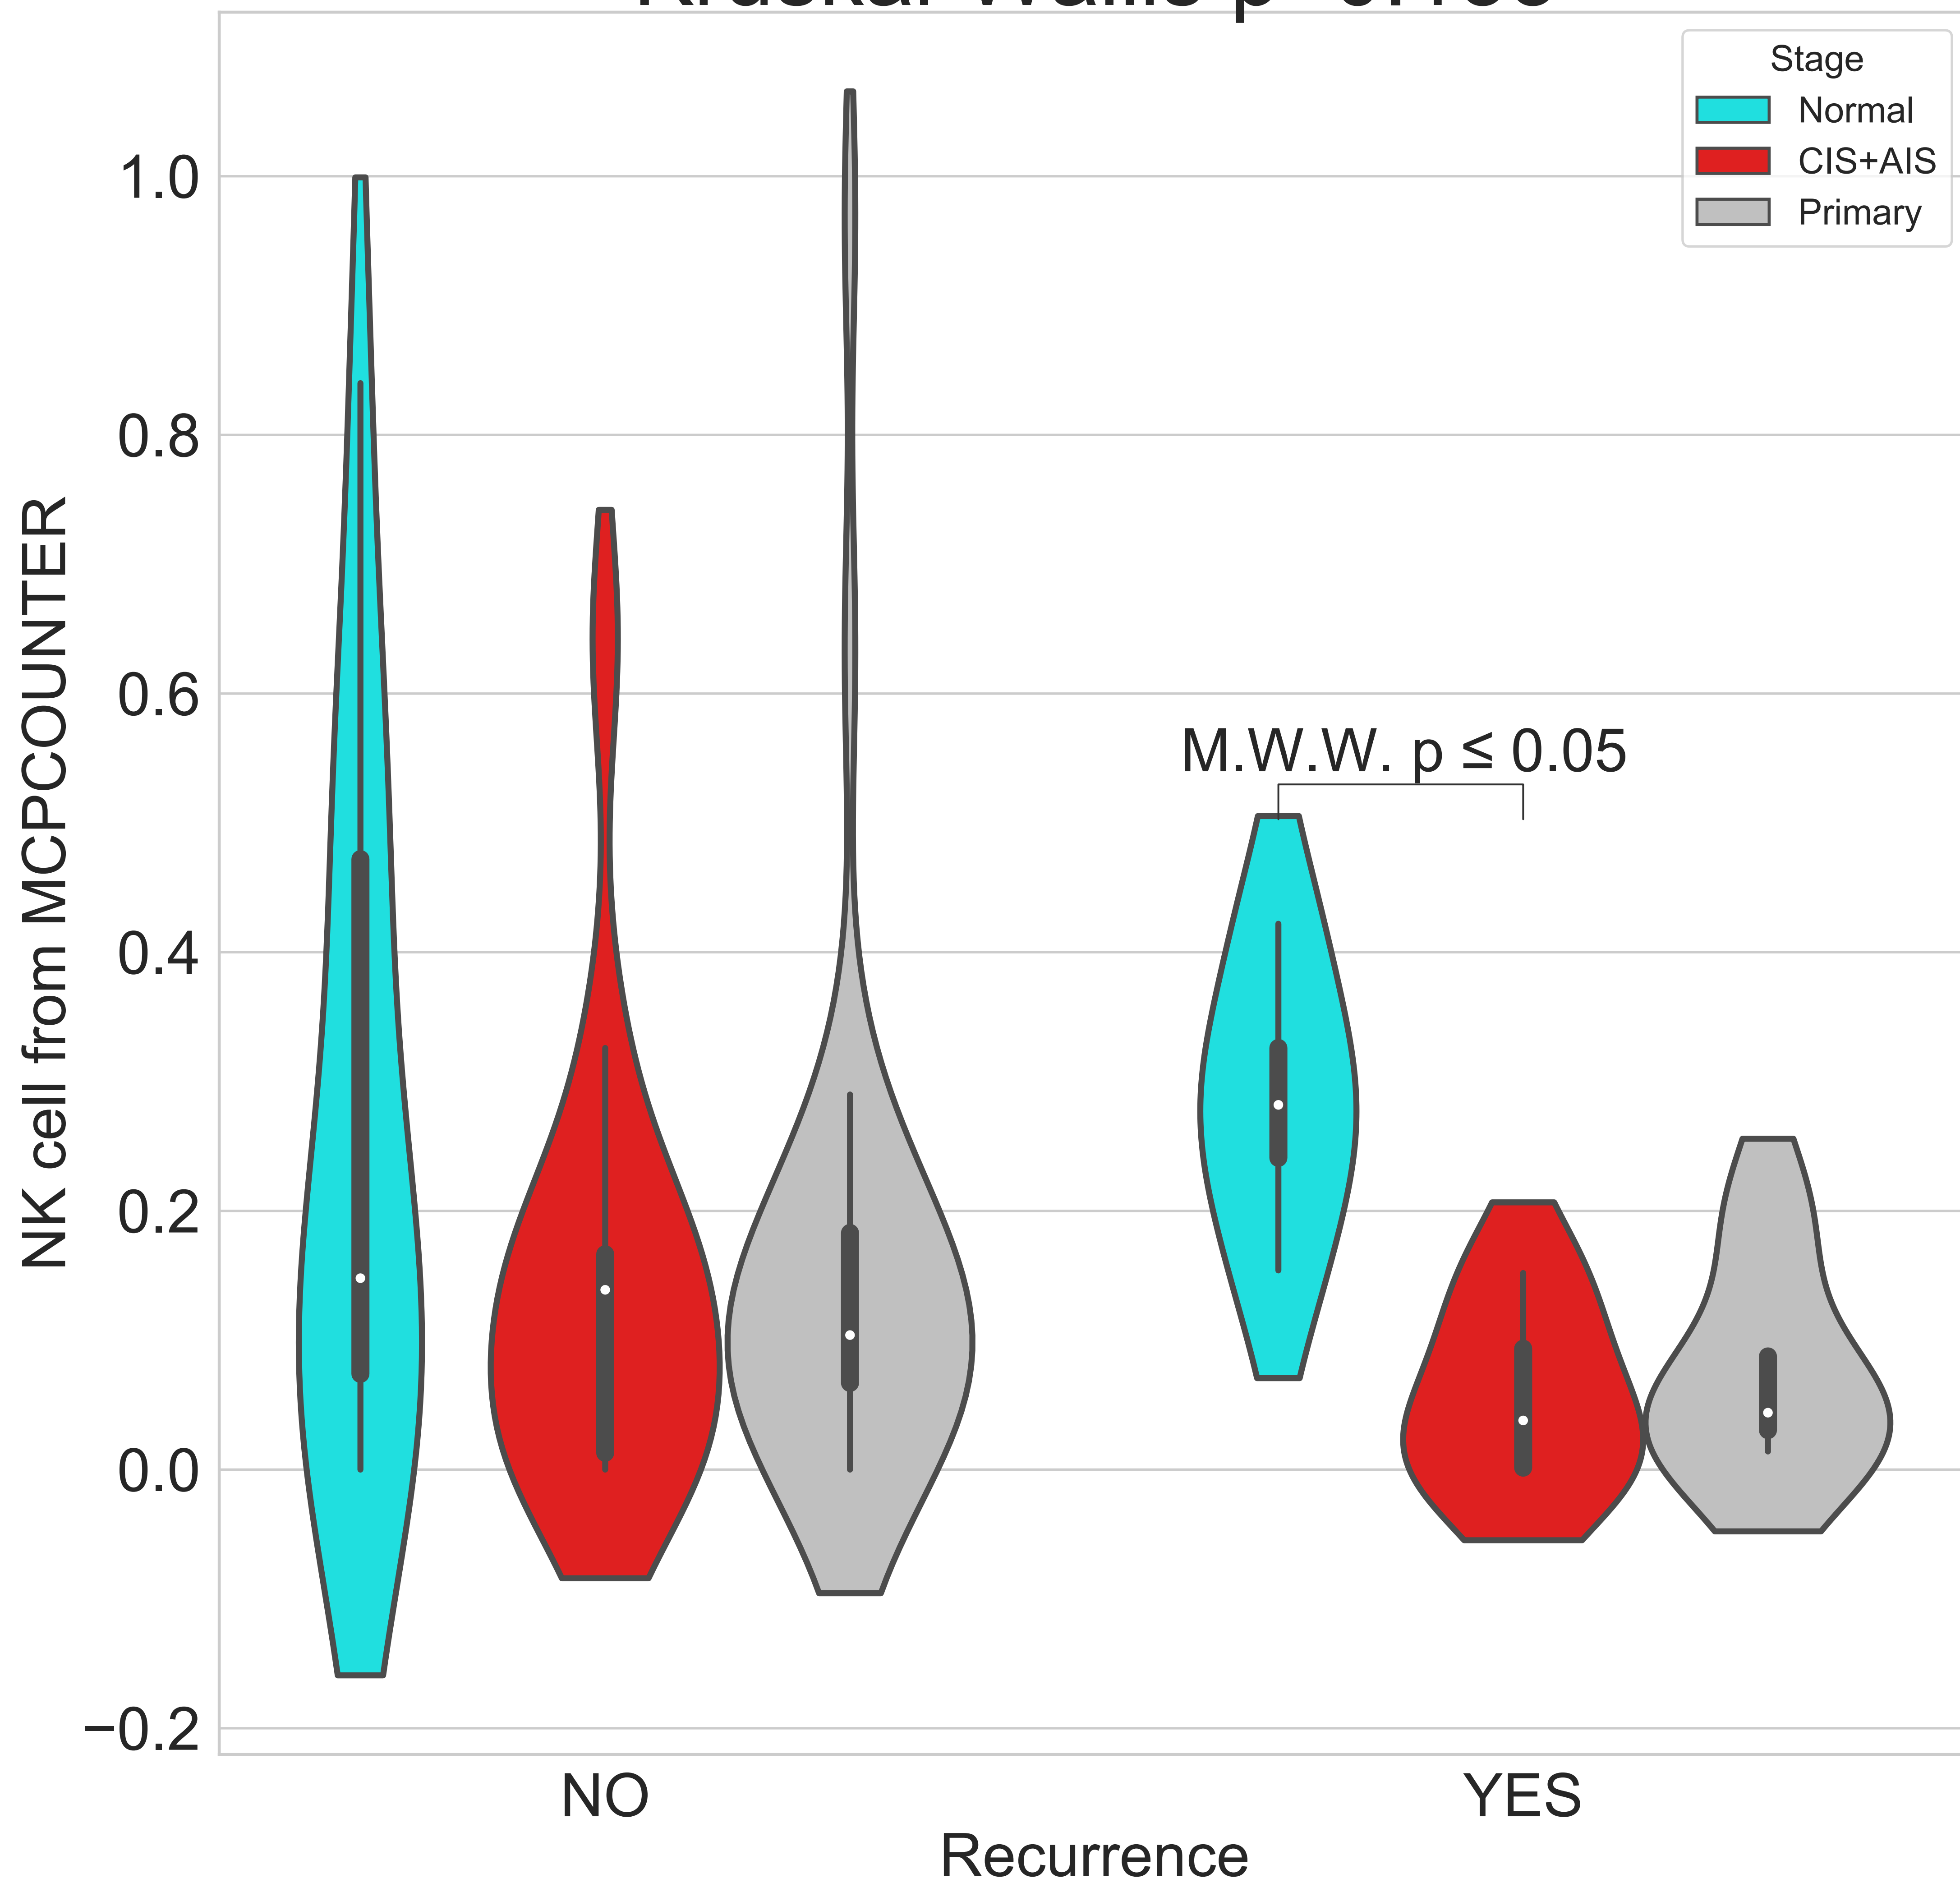 Stage
Normal
CIS+AIS
Primary
1.0
0.8
0.6
0.4
0.2
0.0
−0.2
NK cell from MCPCOUNTER
M.W.W. p ≤ 0.05
NO
YES
Recurrence